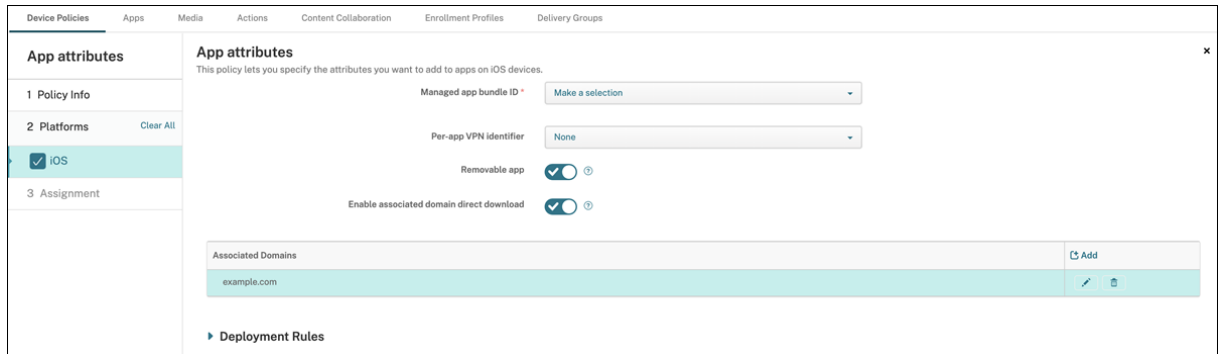 Device Policies Apps Media Actions Content Collaboration Enrollment Profiles Delivery Groups
App attributes
1 Policy Info
2 Platforms Clear All
iOS
3 Assignment
App attributes
This policy lets you specify the attributes you want to add to apps on iOS devices.
Managed app bundle ID * Make a selection
Per-app VPN identifier None
Removable app
Enable associated domain direct download
Associated Domains Add
example.com
Deployment Rules